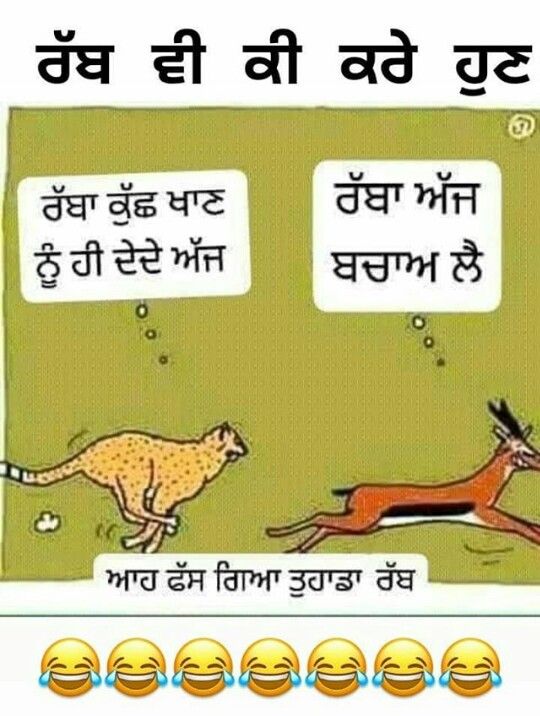 ਰੱਬ ਵੀ ਕੀ ਕਰੇ ਹੁਣ
ਰੱਬਾ ਕੁੱਛ ਖਾਣ
ਨੂੰ ਹੀ ਦੇਦੇ ਅੱਜ
ਰੱਬਾ ਅੱਜ
ਬਚਾਅ ਲੈ
ਆਹ ਫੱਸ ਗਿਆ ਤੁਹਾਡਾ ਰੱਬ